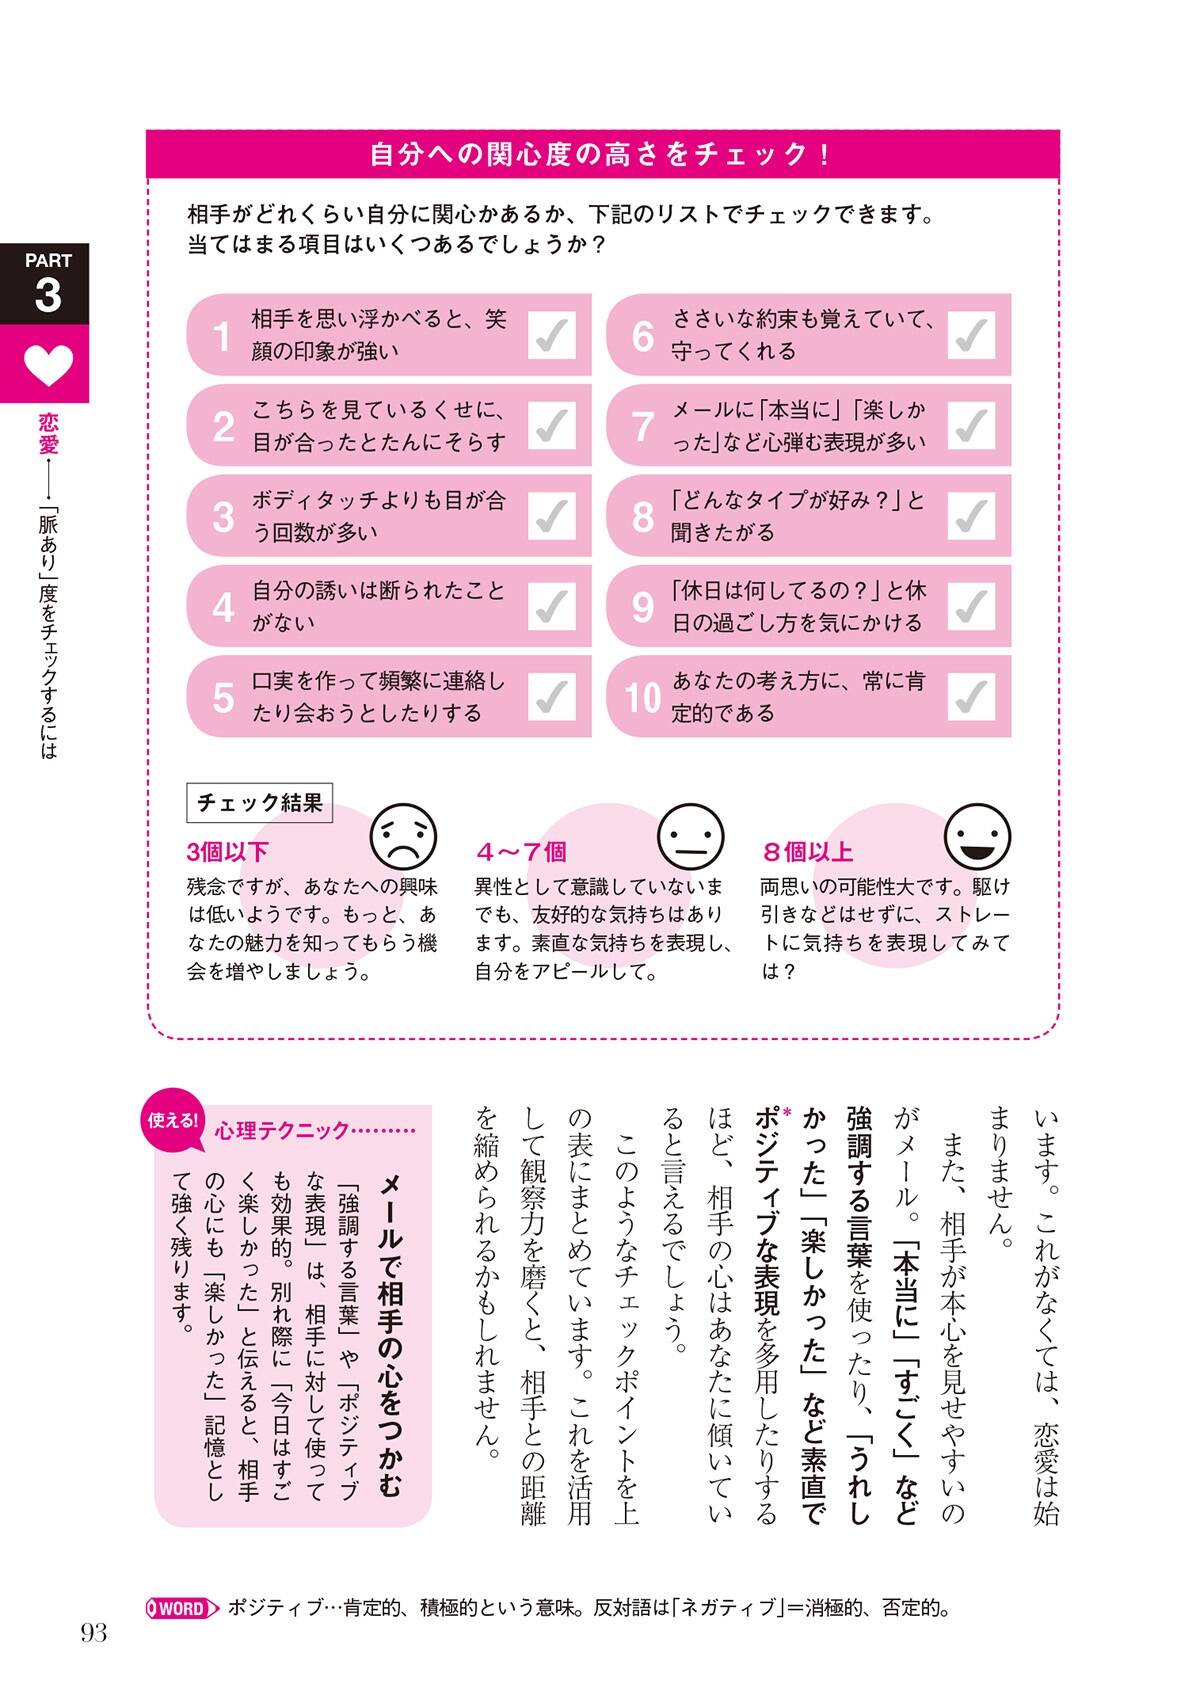 自分への関心度の高さをチェック！
相手がどれくらい自分に関心かあるか、下記のリストでチェックできます。
当てはまる項目はいくつあるでしょうか？
PART
3
恋愛――「脈あり」度をチェックするには
1
相手を思い浮かべると、笑
顔の印象が強い
2
こちらを見ているくせに、
目が合ったとたんにそらす
3
ボディタッチよりも目が合
う回数が多い
4
自分の誘いは断られたこと
がない
5
口実を作って頻繁に連絡し
たり会おうとしたりする
6
ささいな約束も覚えていて、
守ってくれる
7
メールに「本当に」「楽しか
った」など心弾む表現が多い
8
「どんなタイプが好み？」と
聞きたがる
9
「休日は何してるの？」と休
日の過ごし方を気にかける
10
あなたの考え方に、常に肯
定的である
チェック結果
3個以下
残念ですが、あなたへの興味
は低いようです。もっと、あ
なたの魅力を知ってもらう機
会を増やしましょう。
４～７個
異性として意識していないま
でも、友好的な気持ちはあり
ます。素直な気持ちを表現し、
自分をアピールして。
８個以上
両思いの可能性大です。駆け
引きなどはせずに、ストレー
トに気持ちを表現してみて
は？
います。これがなくては、恋愛は始
まりません。
また、相手が本心を見せやすいの
がメール。「本当に」「すごく」など
強調する言葉を使ったり、「うれし
かった」「楽しかった」など素直で
*ポジティブな表現を多用したりする
ほど、相手の心はあなたに傾いてい
ると言えるでしょう。
このようなチェックポイントを上
の表にまとめています。これを活用
して観察力を磨くと、相手との距離
を縮められるかもしれません。
使える!
心理テクニック………
メールで相手の心をつかむ
「強調する言葉」や「ポジティブ
な表現」は、相手に対して使って
も効果的。別れ際に「今日はすご
く楽しかった」と伝えると、相手
の心にも「楽しかった」記憶とし
て強く残ります。
WORD ポジティブ…肯定的、積極的という意味。反対語は「ネガティブ」＝消極的、否定的。
93